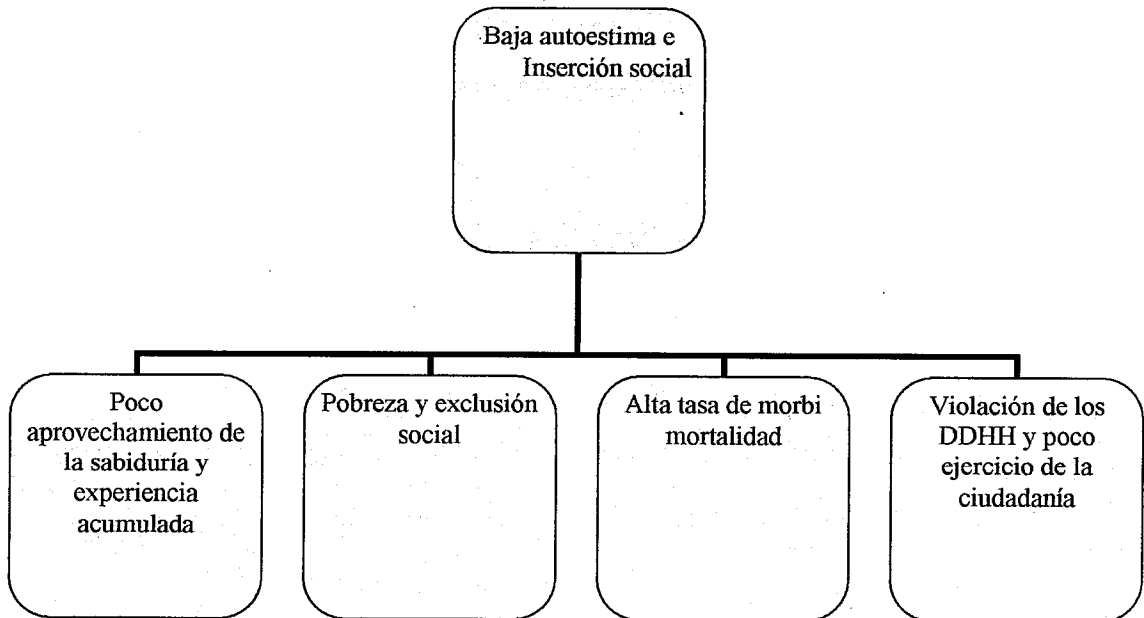 Baja autoestima e
Inserción social
Poco
aprovechamiento de
la sabiduría y
experiencia
acumulada
Pobreza y exclusión
social
Alta tasa de morbi
mortalidad
Violación de los
DDHH y poco
ejercicio de la
ciudadanía